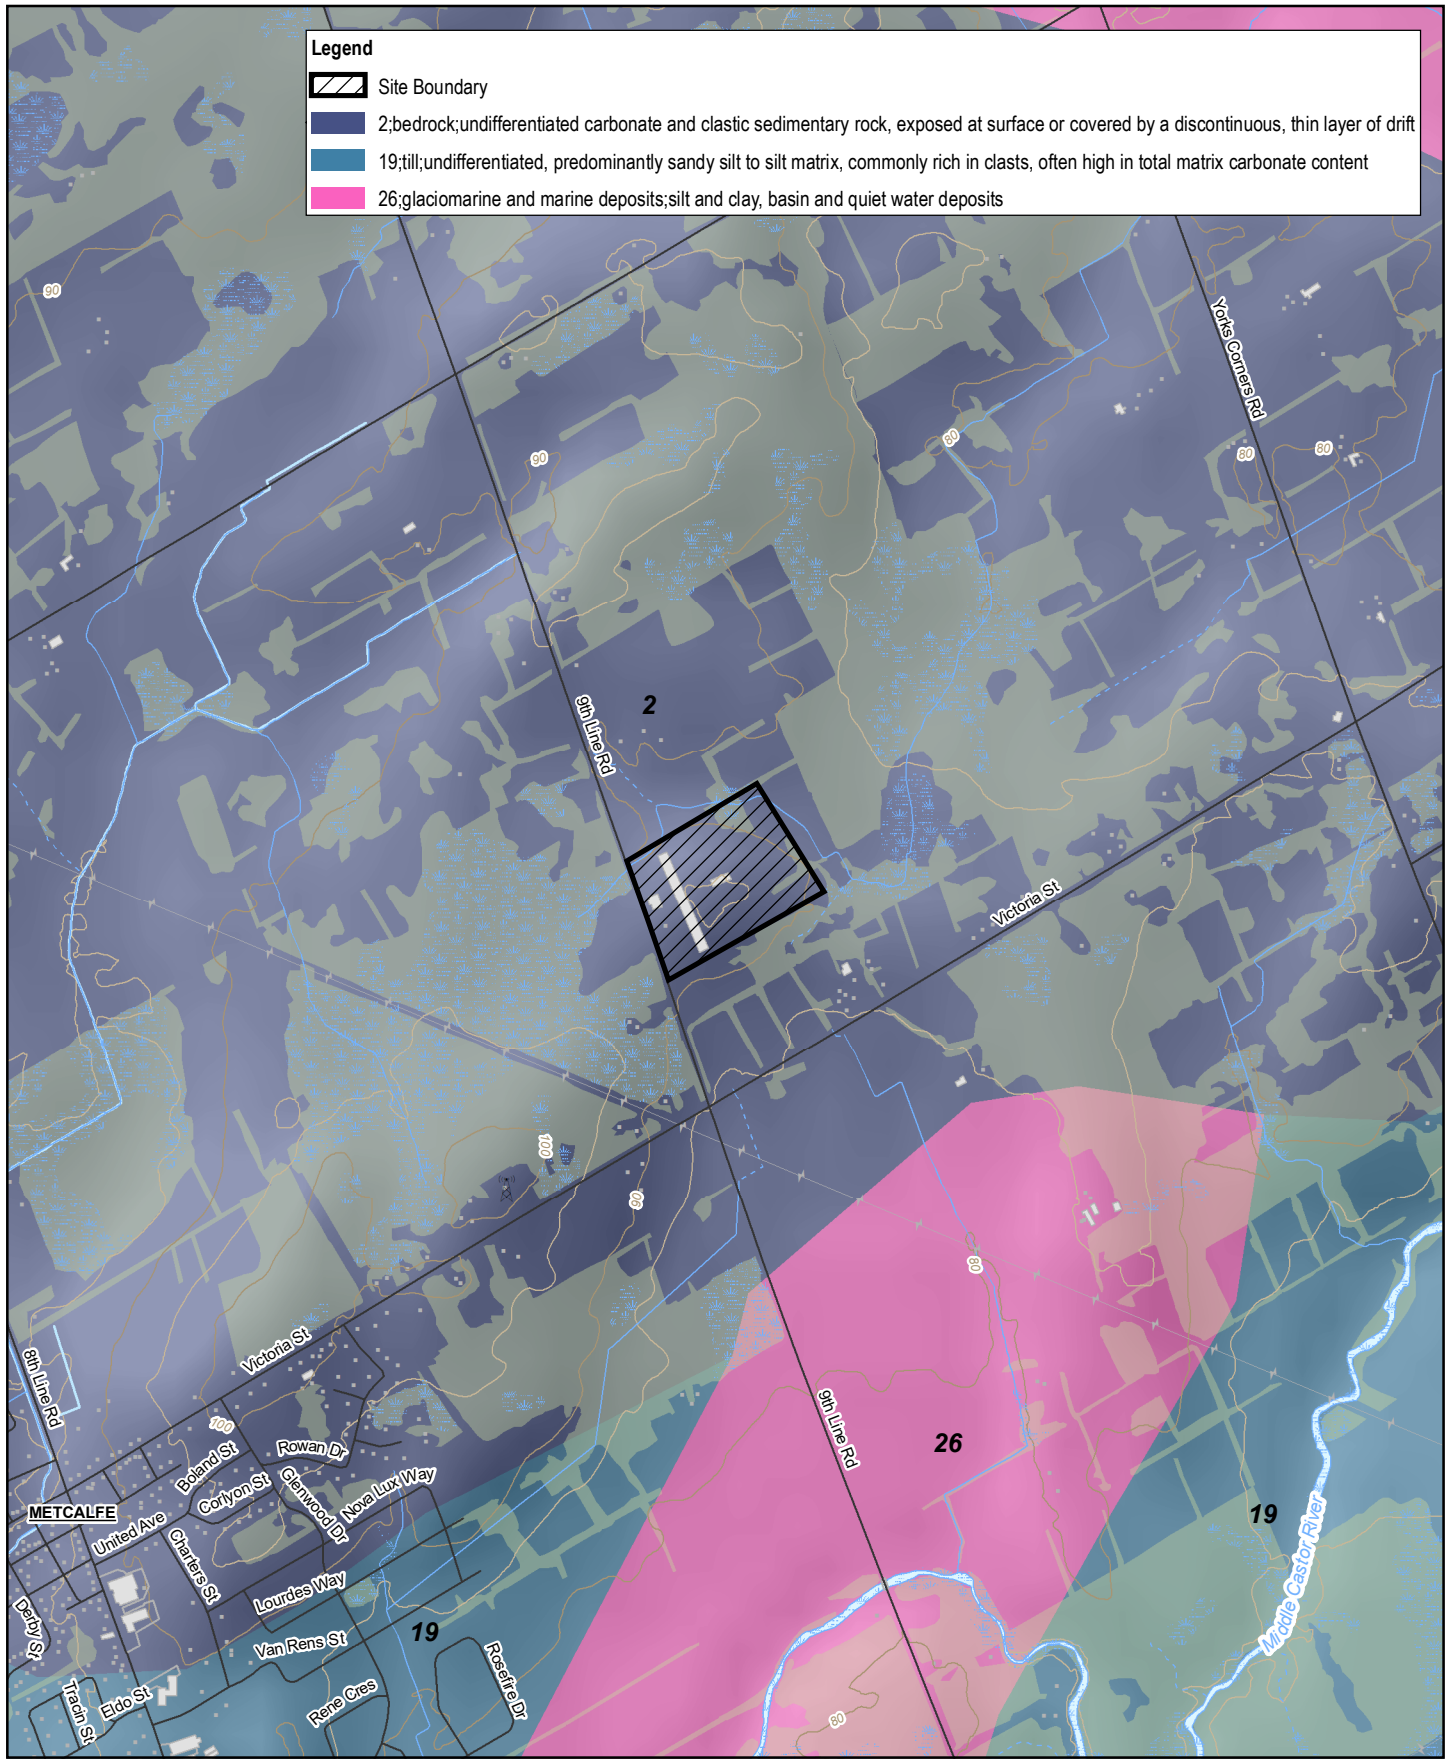 Legend
Site Boundary
2;bedrock;undifferentiated carbonate and clastic sedimentary rock, exposed at surface or covered by a discontinuous, thin layer of drift
19;till;undifferentiated, predominantly sandy silt to silt matrix, commonly rich in clasts, often high in total matrix carbonate content
26;glaciomarine and marine deposits;silt and clay, basin and quiet water deposits
90
Yorks Corners Rd
80
90
80
80
2
9th Line Rd
Victoria St
100
90
80
Victoria St
8th Line Rd
100
9th Line Rd
26
Rowan Dr
Boland St
Glenwood Dr
Nova Lux Way
Corlyon St
METCALFE
United Ave
19
Charters St
Middle Castor River
Lourdes Way
Derby St
19
Van Rens St
Rosefire Dr
Tracin St
Eldo St
Rene Cres
80